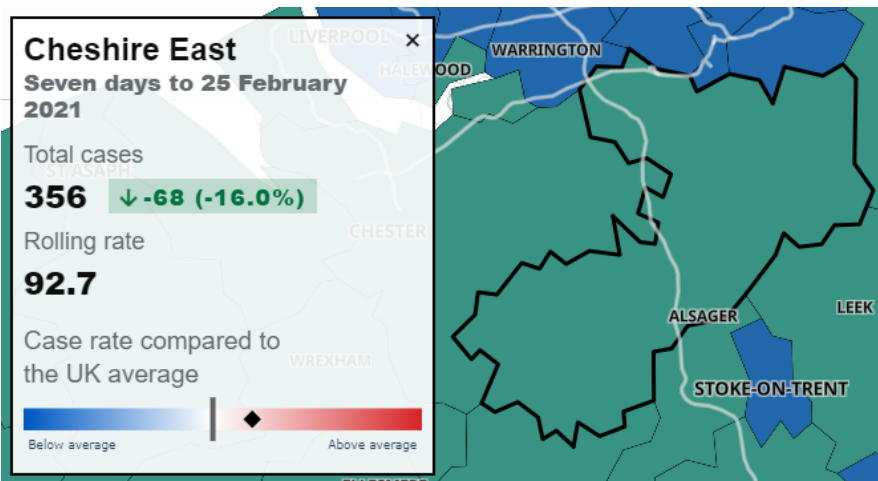 Cheshire East
×
Seven days to 25 February
2021
Total cases
356 ↓-68 (-16.0%)
Rolling rate
92.7
Case rate compared to
the UK average
Below average
Above average
LIVERPOOL
HALEWOOD
WARRINGTON
ST ASAPH
CHESTER
WREXHAM
ALSAGER
LEEK
STOKE-ON-TRENT